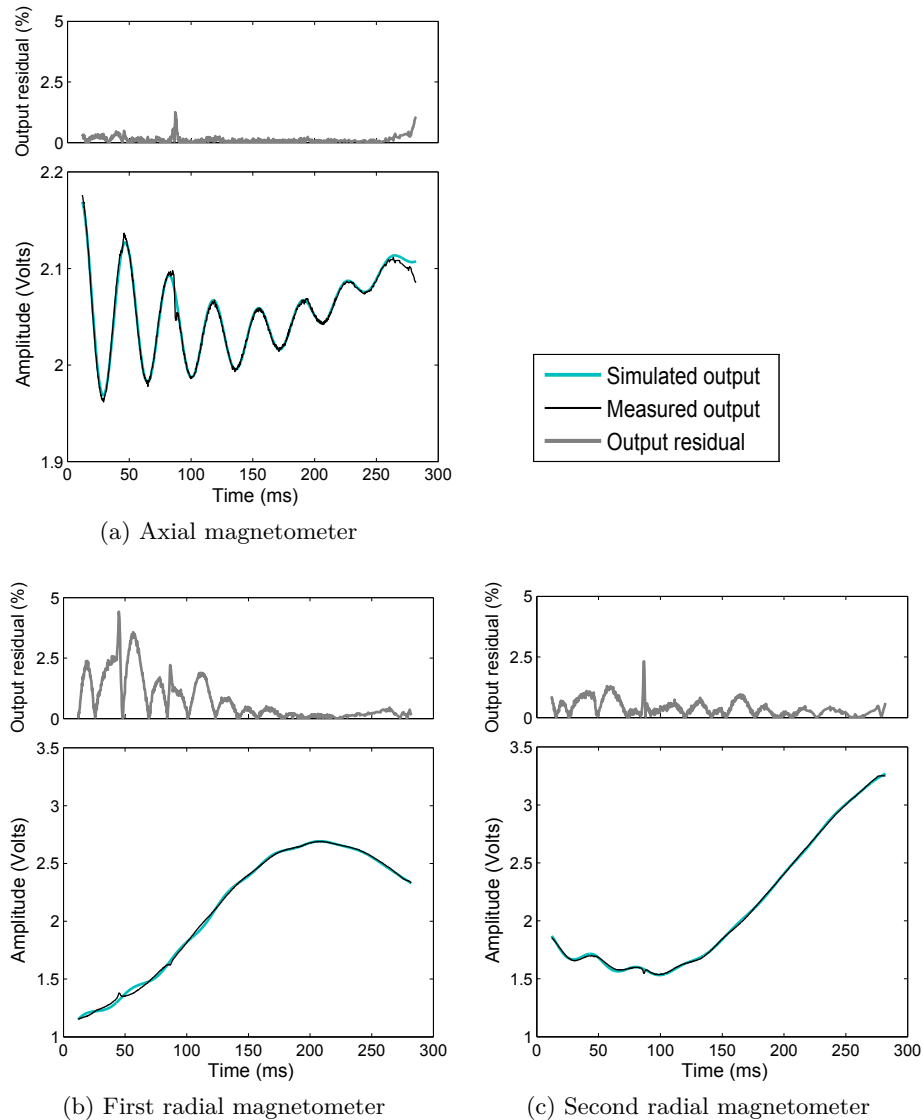 Output residual (%)
5
2.5
0
Amplitude (Volts)
2.2
2.1
2
1.9
0 50 100 150 200 250 300
Time (ms)
(a) Axial magnetometer
Simulated output
Measured output
Output residual
Output residual (%)
5
2.5
0
Amplitude (Volts)
3.5
3
2.5
2
1.5
1
0 50 100 150 200 250 300
Time (ms)
(b) First radial magnetometer
Output residual (%)
5
2.5
0
Amplitude (Volts)
3.5
3
2.5
2
1.5
1
0 50 100 150 200 250 300
Time (ms)
(c) Second radial magnetometer